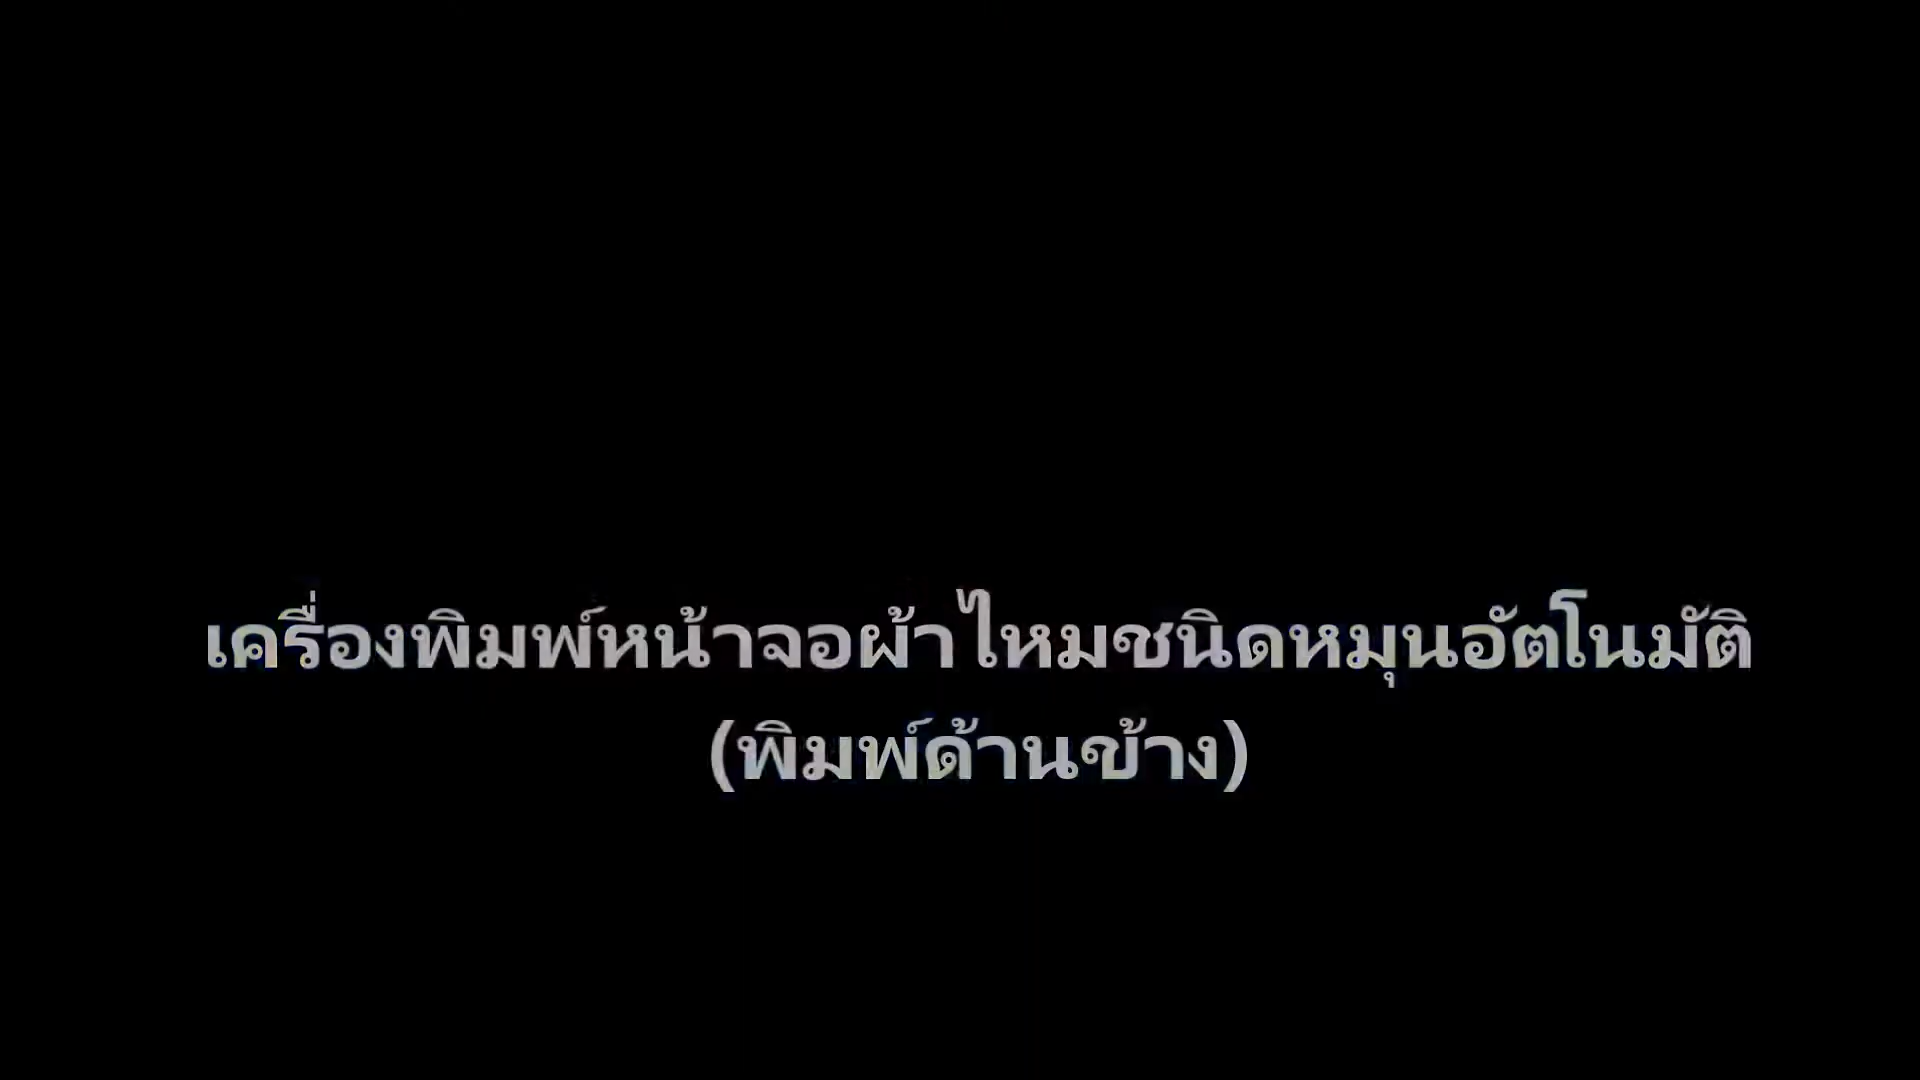 เครื่องพิมพ์หน้าจอผ้าไหมชนิดหมุนอัตโนมัติ
(พิมพ์ด้านข้าง)